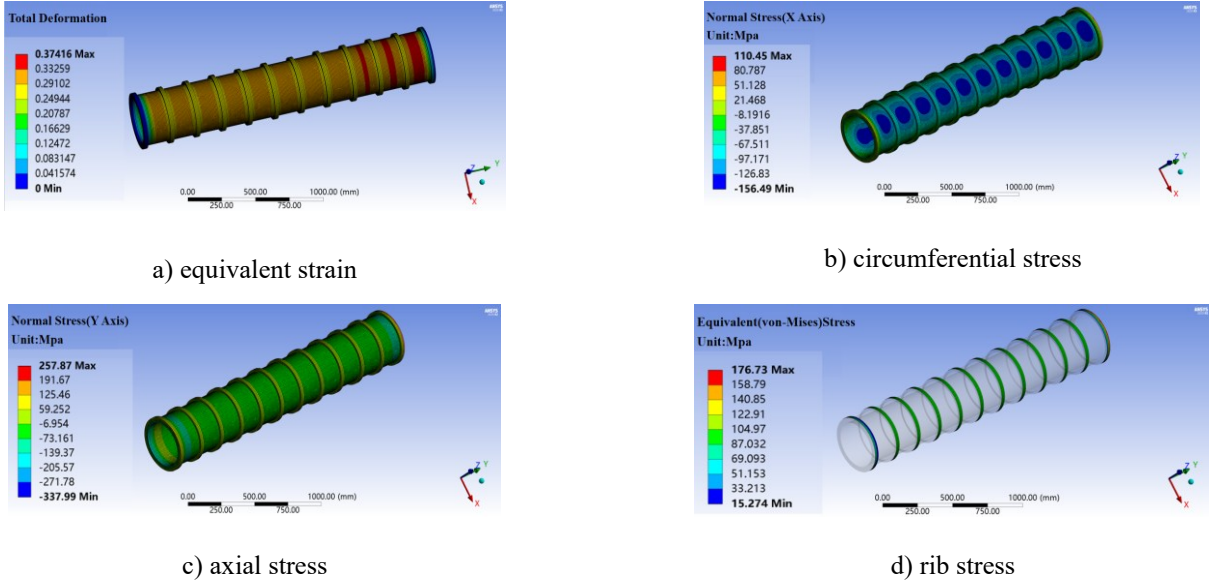 Total Deformation
0.37416 Max
0.33259
0.29102
0.24944
0.20787
0.16629
0.12472
0.083147
0.041574
0 Min
ANSYS
Z
Y
X
0.00 500.00 1000.00 (mm)
250.00 750.00
a) equivalent strain
Normal Stress(X Axis)
Unit:Mpa
110.45 Max
80.787
51.128
21.468
-8.1916
-37.851
-67.511
-97.171
-126.83
-156.49 Min
ANSYS
Z
Y
X
0.00 500.00 1000.00 (mm)
250.00 750.00
b) circumferential stress
Normal Stress(Y Axis)
Unit:Mpa
257.87 Max
191.67
125.46
59.252
-6.954
-73.161
-139.37
-205.57
-271.78
-337.99 Min
ANSYS
Z
Y
X
0.00 500.00 1000.00 (mm)
250.00 750.00
c) axial stress
Equivalent(von-Mises)Stress
Unit:Mpa
176.73 Max
158.79
140.85
122.91
104.97
87.032
69.093
51.153
33.213
15.274 Min
ANSYS
Z
Y
X
0.00 500.00 1000.00 (mm)
250.00 750.00
d) rib stress